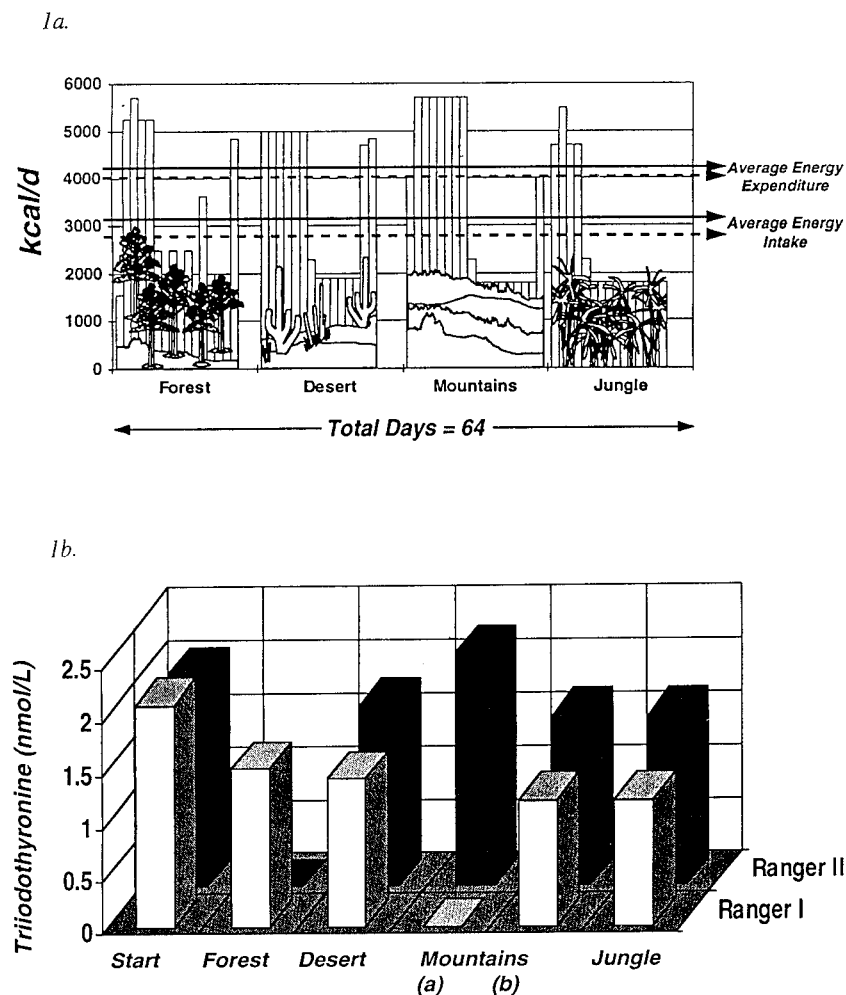 1a.
6000
5000
4000
3000
2000
1000
0
kcal/d
Average Energy
Expenditure
Average Energy
Intake
Forest Desert Mountains Jungle
Total Days = 64
1b.
Triiodothyronine (nmol/L)
2.5
2
1.5
1
0.5
0
Ranger II
Ranger I
Start Forest Desert Mountains Jungle
(a) (b)